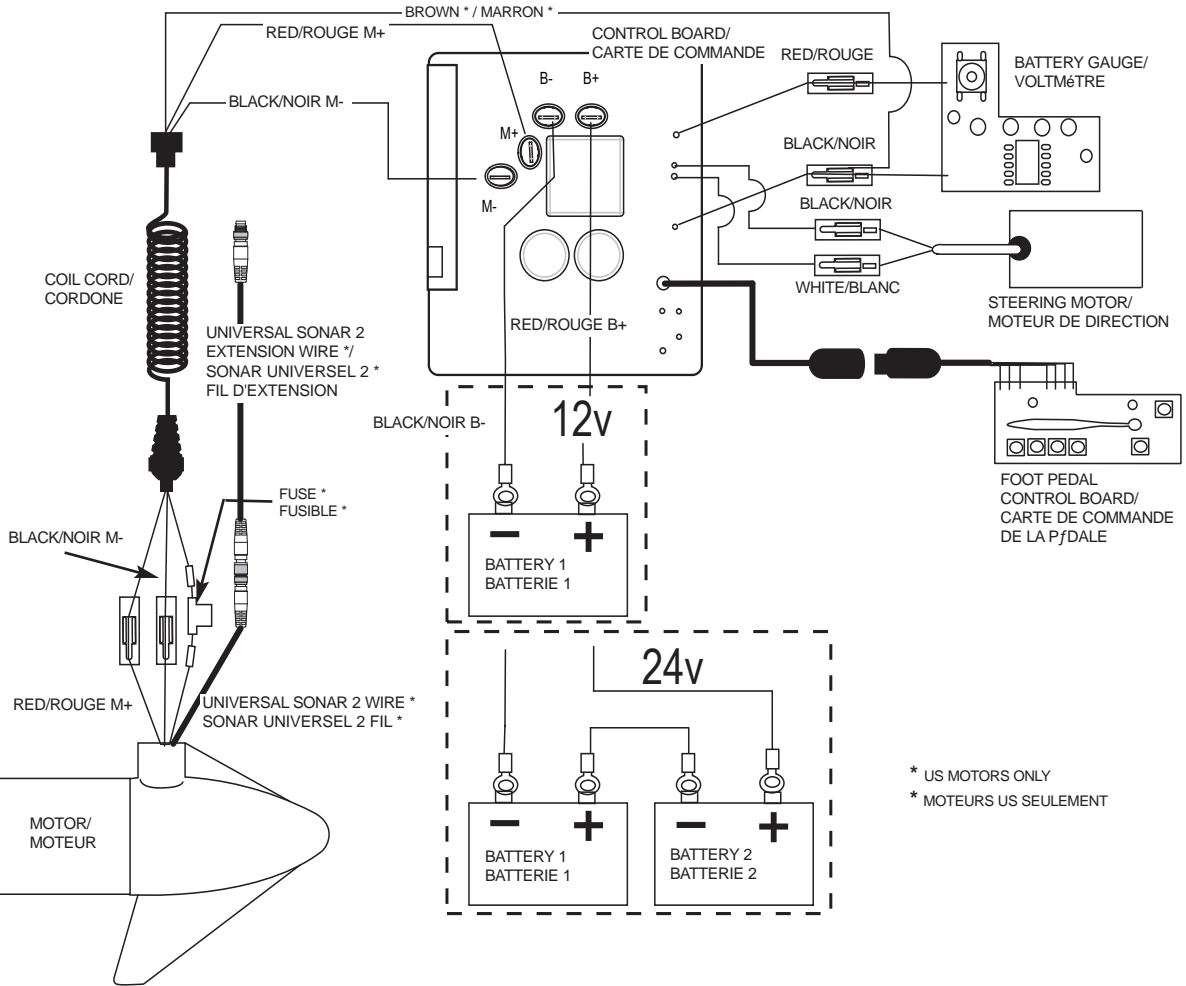 BROWN * / MARRON *
RED/ROUGE M+
CONTROL BOARD/
CARTE DE COMMANDE
RED/ROUGE
BATTERY GAUGE/
VOLTMéTRE
B-
B+
BLACK/NOIR M-
M+
BLACK/NOIR
M-
BLACK/NOIR
COIL CORD/
CORDONE
WHITE/BLANC
STEERING MOTOR/
MOTEUR DE DIRECTION
UNIVERSAL SONAR 2
EXTENSION WIRE */
SONAR UNIVERSEL 2 *
FIL D'EXTENSION
RED/ROUGE B+
BLACK/NOIR B-
12v
FOOT PEDAL
CONTROL BOARD/
CARTE DE COMMANDE
DE LA PƒDALE
FUSE *
FUSIBLE *
BLACK/NOIR M-
BATTERY 1
BATTERIE 1
24v
RED/ROUGE M+
UNIVERSAL SONAR 2 WIRE *
SONAR UNIVERSEL 2 FIL *
* US MOTORS ONLY
* MOTEURS US SEULEMENT
MOTOR/
MOTEUR
BATTERY 1
BATTERIE 1
BATTERY 2
BATTERIE 2